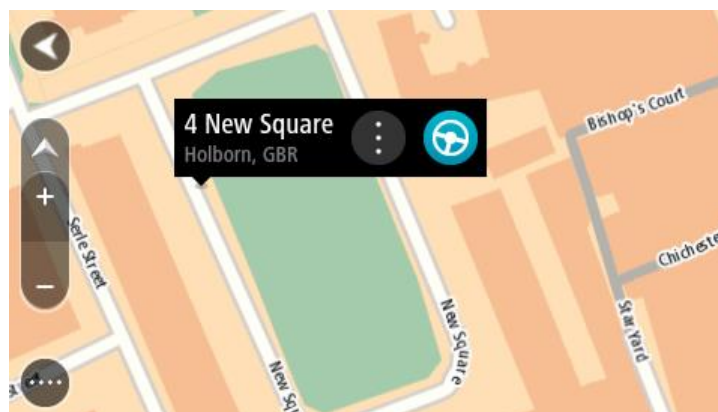 4 New Square
Holborn, GBR
Bishop's Court
Serle Street
Chicheste
New Square
Star Yard
New Sq